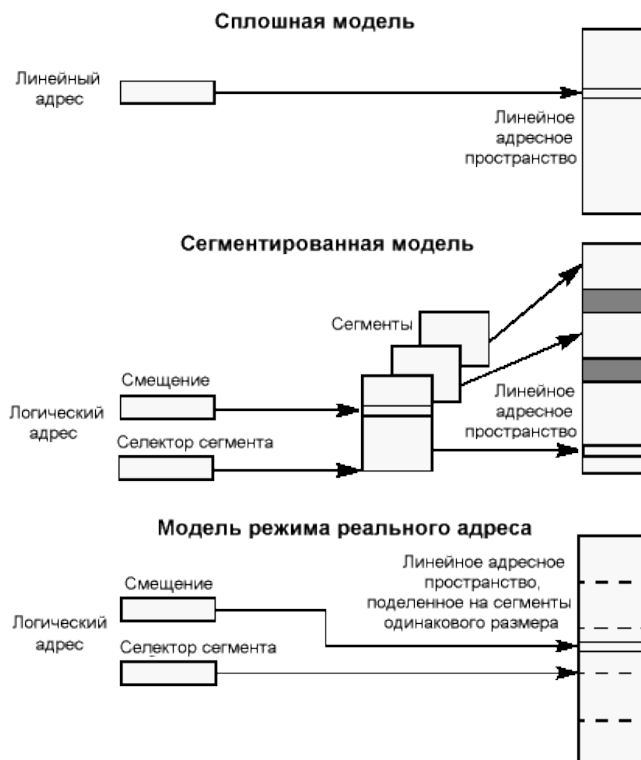 Сплошная модель
Линейный
адрес
Линейное
адресное
пространство
Сегментированная модель
Сегменты
Смещение
Логический
адрес
Селектор сегмента
Линейное
адресное
пространство
Модель режима реального адреса
Смещение
Логический
адрес
Селектор сегмента
Линейное адресное
пространство,
поделенное на сегменты
одинакового размера